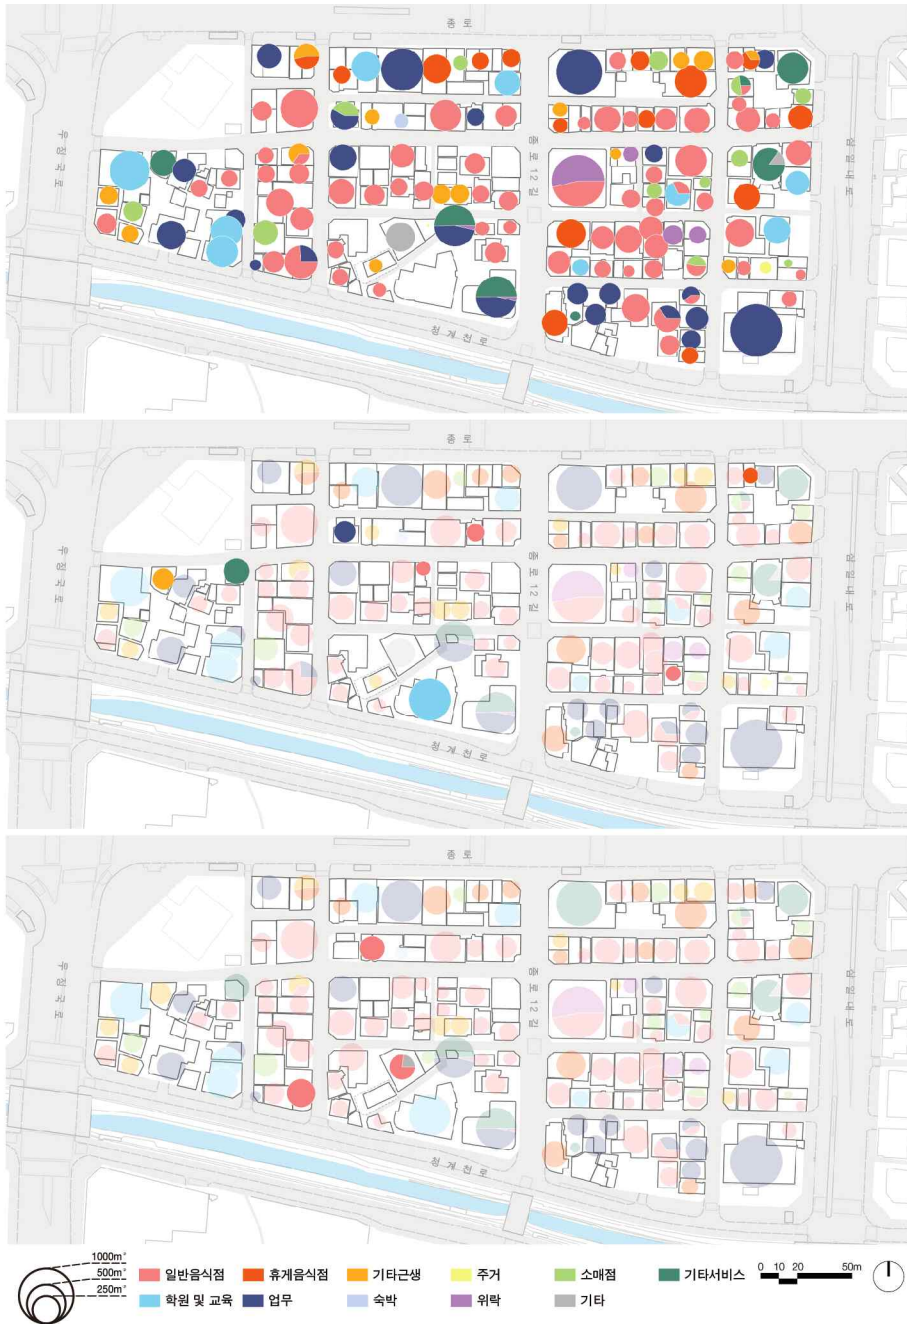 종로
우정국로
종로12길
삼일대로
청계천로
종로
우정국로
종로12길
삼일대로
청계천로
종로
우정국로
종로12길
삼일대로
청계천로
1000m²
500m²
250m²
일반음식점 휴게음식점 기타근생 주거 소매점 기타서비스
학원 및 교육 업무 숙박 위락 기타
0 10 20 50m